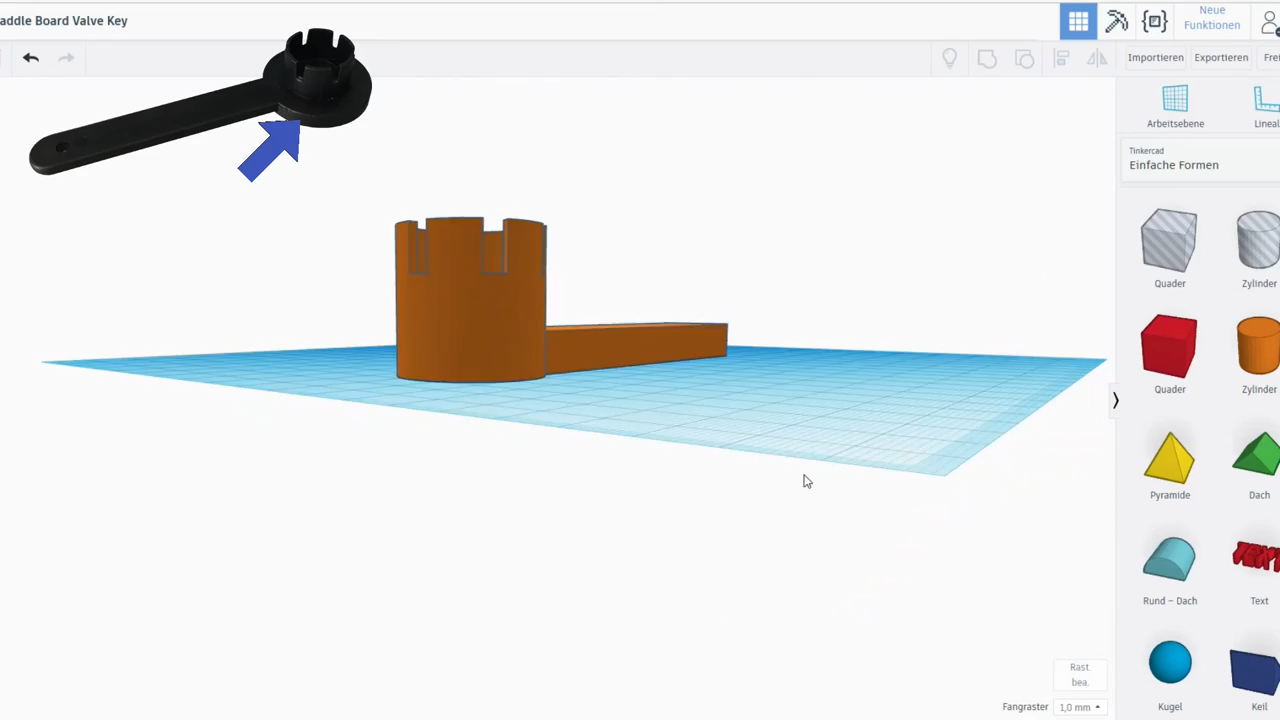 addle Board Valve Key
Neue
Funktionen
Importieren
Exportieren
Arbeitsebene
Lineal
Tinkercad
Einfache Formen
Quader
Zylinder
Quader
Zylinder
Pyramide
Dach
Rund – Dach
Text
TEXT
Kugel
Keil
Rast.
bea.
Fangraster
1,0 mm